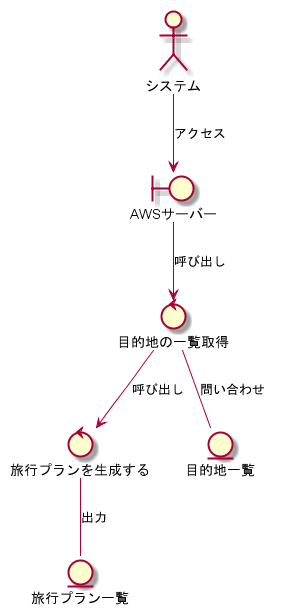 システム
アクセス
AWSサーバー
呼び出し
目的地の一覧取得
呼び出し
問い合わせ
旅行プランを生成する
目的地一覧
出力
旅行プラン一覧